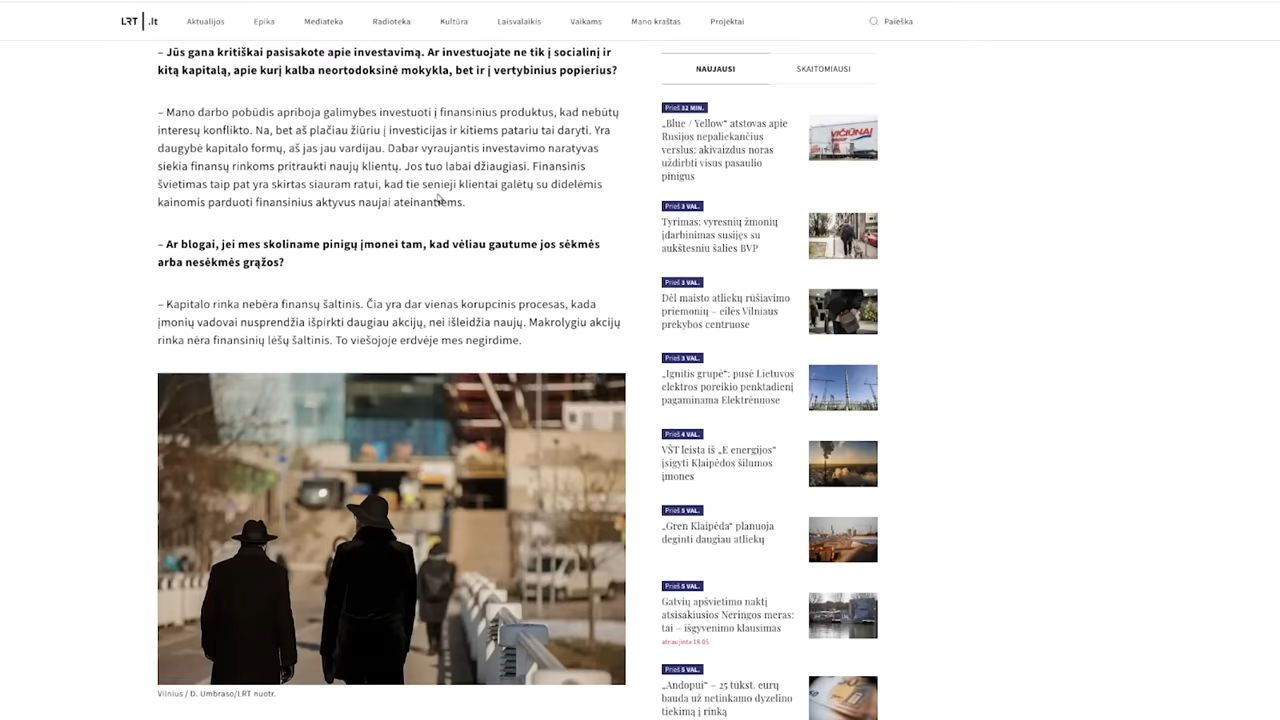 LRT .lt
Aktualijos Epika Mediateka Radioteka Kultūra Laisvalaikis Vaikams Mano kraštas Projektai Paieška
– Jūs gana kritiškai pasisakote apie investavimą. Ar investuojate ne tik į socialinį ir
kitą kapitalą, apie kurį kalba neortodoksinė mokykla, bet ir į vertybinius popierius?
– Mano darbo pobūdis apriboja galimybes investuoti į finansinius produktus, kad nebūtų
interesų konflikto. Na, bet aš plačiau žiūriu į investicijas ir kitiems patariu tai daryti. Yra
daugybė kapitalo formų, aš jas jau vardijau. Dabar vyraujantis investavimo naratyvas
siekia finansų rinkoms pritraukti naujų klientų. Jos tuo labai džiaugiasi. Finansinis
švietimas taip pat yra skirtas siauram ratui, kad tie senieji klientai galėtų su didelėmis
kainomis parduoti finansinius aktyvus naujai ateinantiems.
– Ar blogai, jei mes skoliname pinigų įmonei tam, kad vėliau gautume jos sėkmės
arba nesėkmės grąžos?
– Kapitalo rinka nebėra finansų šaltinis. Čia yra dar vienas korupcinis procesas, kada
įmonių vadovai nusprendžia išpirkti daugiau akcijų, nei išleidžia naujų. Makrolygiu akcijų
rinka nėra finansinių lėšų šaltinis. To viešojoje erdvėje mes negirdime.
Vilnius / D. Umbraso/LRT nuotr.
NAUJAUSI SKAITOMIAUSI
Prieš 32 MIN.
„Blue / Yellow“ atstovas apie
Rusijos nepaliekančius
verslus: akivaizdus noras
uždirbti visus pasaulio
pinigus
VIČIŪNAI
Prieš 3 VAL.
Tyrimas: vyresnių žmonių
įdarbinimas susijęs su
aukštesniu šalies BVP
Prieš 3 VAL.
Dėl maisto atliekų rūšiavimo
priemonių – eilės Vilniaus
prekybos centruose
Prieš 3 VAL.
„Ignitis grupė“: pusė Lietuvos
elektros poreikio penktadienį
pagaminama Elektrėnuose
Prieš 4 VAL.
VŠT leista iš „E energijos“
įsigyti Klaipėdos šilumos
įmones
Prieš 5 VAL.
„Gren Klaipėda“ planuoja
deginti daugiau atliekų
Prieš 5 VAL.
Gatvių apšvietimo naktį
atsisakiusios Neringos meras:
tai – išgyvenimo klausimas
atnaujinta 18.05
Prieš 5 VAL.
„Andopui“ – 25 tūkst. eurų
bauda už netinkamo dyzelino
tiekimą į rinką